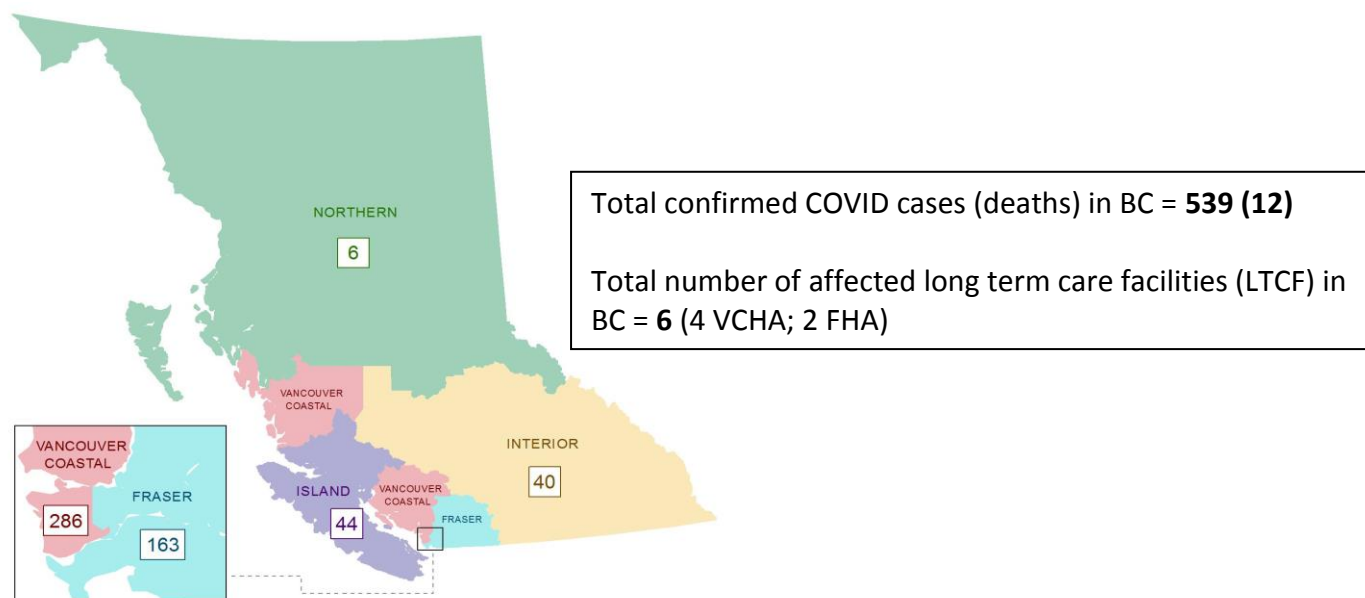 NORTHERN
6
Total confirmed COVID cases (deaths) in BC = 539 (12)
Total number of affected long term care facilities (LTCF) in
BC = 6 (4 VCHA; 2 FHA)
VANCOUVER
COASTAL
INTERIOR
40
ISLAND
44
VANCOUVER
COASTAL
FRASER
VANCOUVER
COASTAL
FRASER
286
163